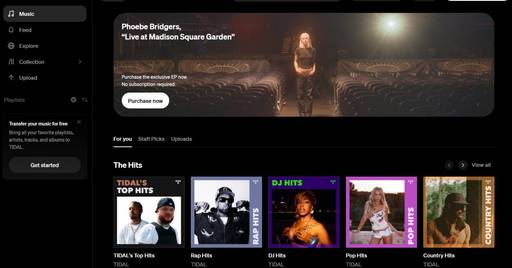 Music
Feed
Explore
Collection
Upload
Playlists
Transfer your music for free
Bring all your favorite playlists,
artists, tracks, and albums to
TIDAL.
Get started
Phoebe Bridgers,
“Live at Madison Square Garden”
Purchase the exclusive EP now.
No subscription required.
Purchase now
For you
Staff Picks
Uploads
The Hits
View all
TIDAL'S
TOP HITS
RAP HITS
DJ HITS
POP HITS
COUNTRY HITS
TIDAL's Top Hits
Rap Hits
DJ Hits
Pop Hits
Country Hits
TIDAL
TIDAL
TIDAL
TIDAL
TIDAL